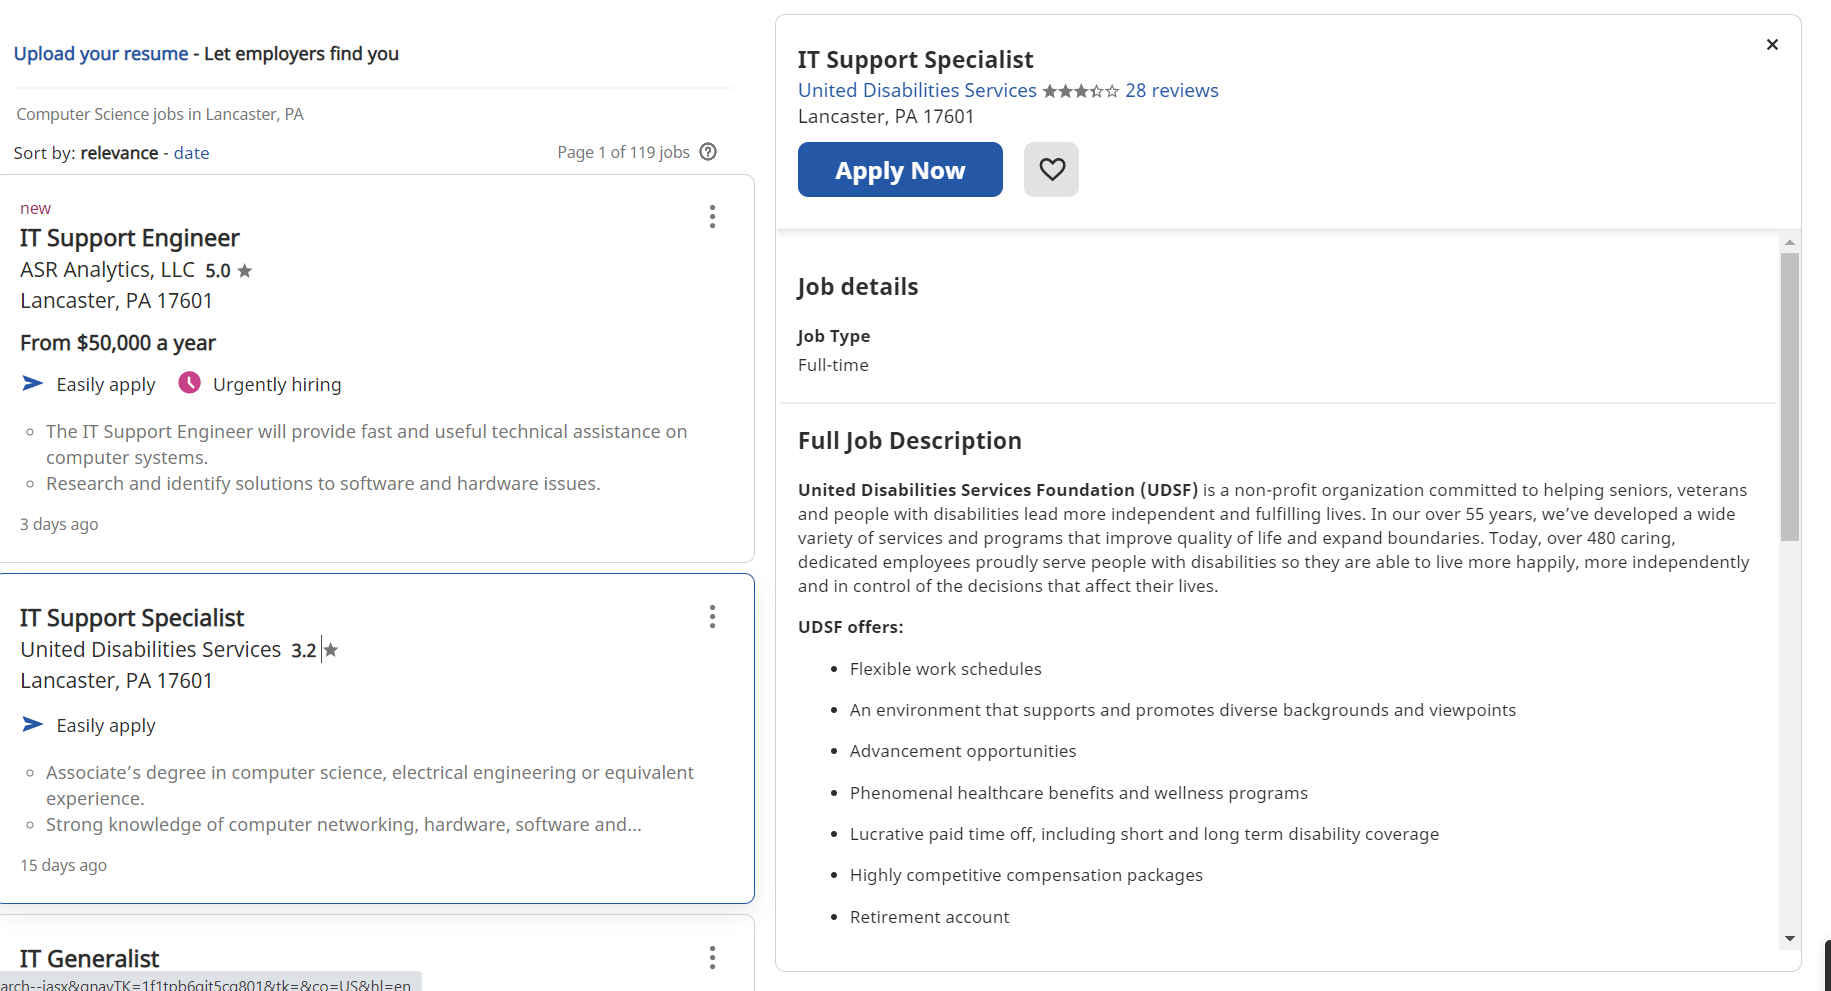 Upload your resume - Let employers find you
Computer Science jobs in Lancaster, PA
Sort by: relevance - date
Page 1 of 119 jobs
new
IT Support Engineer
ASR Analytics, LLC 5.0
Lancaster, PA 17601
From $50,000 a year
Easily apply Urgently hiring
The IT Support Engineer will provide fast and useful technical assistance on
computer systems.
Research and identify solutions to software and hardware issues.
3 days ago
IT Support Specialist
United Disabilities Services 3.2
Lancaster, PA 17601
Easily apply
Associate's degree in computer science, electrical engineering or equivalent
experience.
Strong knowledge of computer networking, hardware, software and...
15 days ago
IT Generalist
arch--jasx&gnavTK=1f1tpb6git5cg801&tk=&co=US&hl=en
IT Support Specialist
United Disabilities Services 28 reviews
Lancaster, PA 17601
Apply Now
Job details
Job Type
Full-time
Full Job Description
United Disabilities Services Foundation (UDSF) is a non-profit organization committed to helping seniors, veterans
and people with disabilities lead more independent and fulfilling lives. In our over 55 years, we've developed a wide
variety of services and programs that improve quality of life and expand boundaries. Today, over 480 caring,
dedicated employees proudly serve people with disabilities so they are able to live more happily, more independently
and in control of the decisions that affect their lives.
UDSF offers:
Flexible work schedules
An environment that supports and promotes diverse backgrounds and viewpoints
Advancement opportunities
Phenomenal healthcare benefits and wellness programs
Lucrative paid time off, including short and long term disability coverage
Highly competitive compensation packages
Retirement account